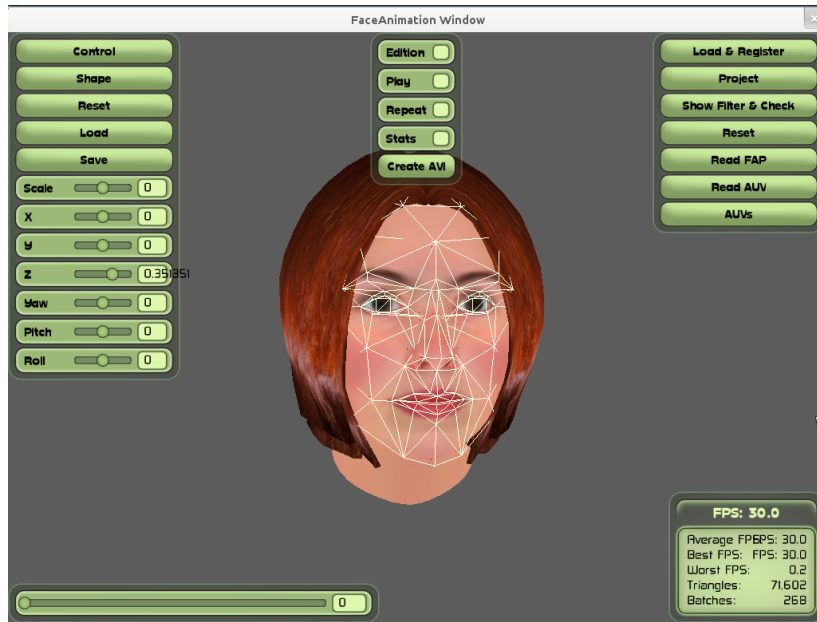 FaceAnimation Window
Control
Shape
Reset
Load
Save
Scale 0
X 0
Y 0
Z 0.351351
Yaw 0
Pitch 0
Roll 0
Edition
Play
Repeat
Stats
Create AVI
Load & Register
Project
Show Filter & Check
Reset
Read FAP
Read AUV
AUVs
FPS: 30.0
Average FPS: FPS: 30.0
Best FPS: FPS: 30.0
Worst FPS: 0.2
Triangles: 71,602
Batches: 268
0